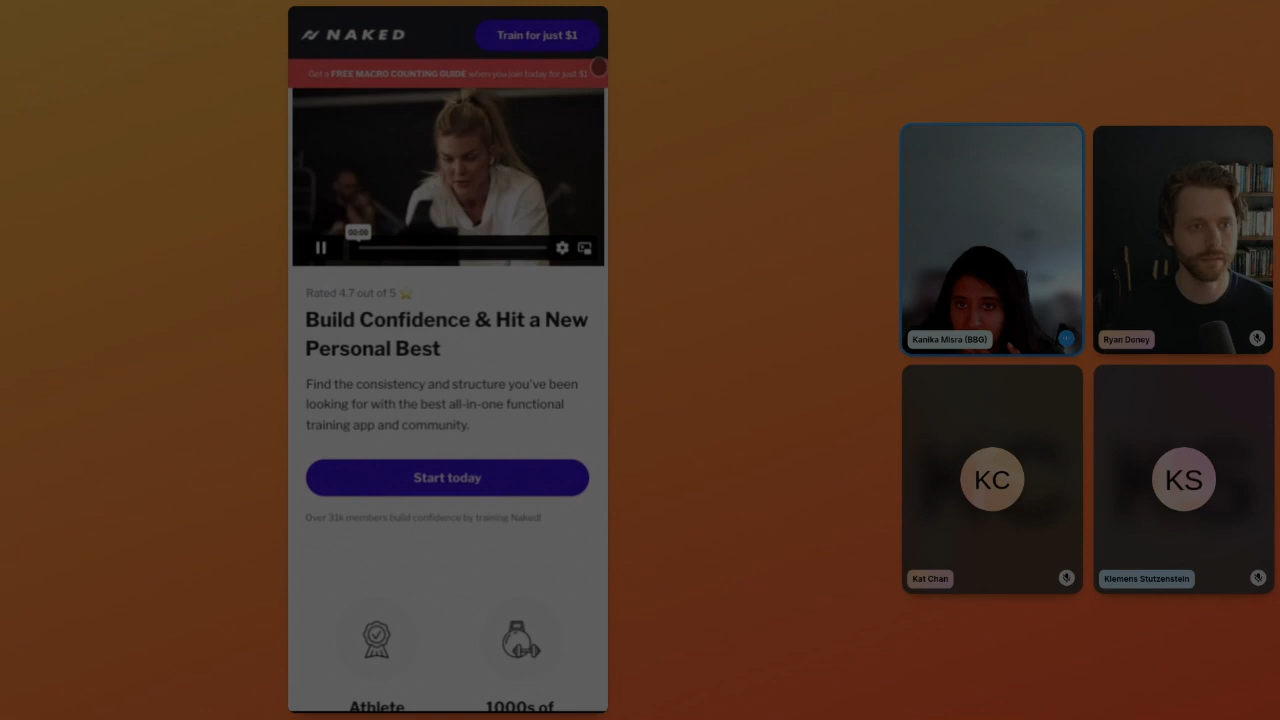 NAKED
Train for just $1
Get a FREE MACRO COUNTING GUIDE when you join today for just $1
00:00
Rated 4.7 out of 5
Build Confidence & Hit a New
Personal Best
Find the consistency and structure you've been
looking for with the best all-in-one functional
training app and community.
Start today
Over 31k members build confidence by training Naked!
Athlete
1000s of
Kanika Misra (BBG)
Ryan Doney
KC
KS
Kat Chan
Klemens Stutzenstein